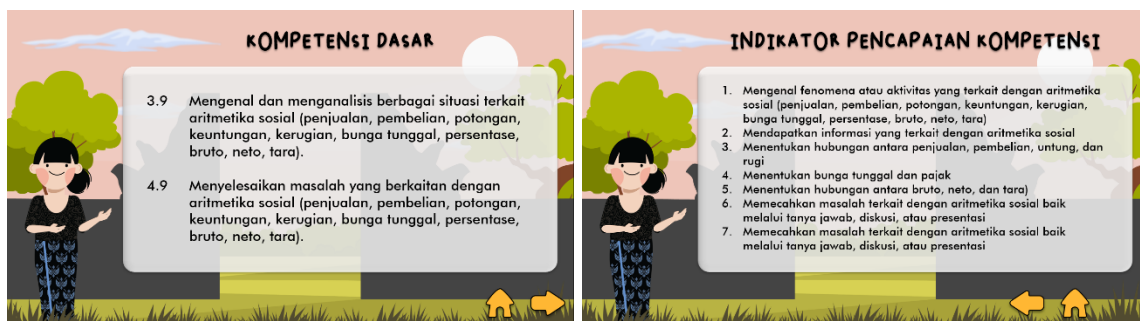 KOMPETENSI DASAR
3.9 Mengenal dan menganalisis berbagai situasi terkait
aritmetika sosial (penjualan, pembelian, potongan,
keuntungan, kerugian, bunga tunggal, persentase,
bruto, neto, tara).
4.9 Menyelesaikan masalah yang berkaitan dengan
aritmetika sosial (penjualan, pembelian, potongan,
keuntungan, kerugian, bunga tunggal, persentase,
bruto, neto, tara).
INDIKATOR PENCAPAIAN KOMPETENSI
1. Mengenal fenomena atau aktivitas yang terkait dengan aritmetika
sosial (penjualan, pembelian, potongan, keuntungan, kerugian,
bunga tunggal, persentase, bruto, neto, tara)
2. Mendapatkan informasi yang terkait dengan aritmetika sosial
3. Menentukan hubungan antara penjualan, pembelian, untung, dan
rugi
4. Menentukan bunga tunggal dan pajak
5. Menentukan hubungan antara bruto, neto, dan tara)
6. Memecahkan masalah terkait dengan aritmetika sosial baik
melalui tanya jawab, diskusi, atau presentasi
7. Memecahkan masalah terkait dengan aritmetika sosial baik
melalui tanya jawab, diskusi, atau presentasi